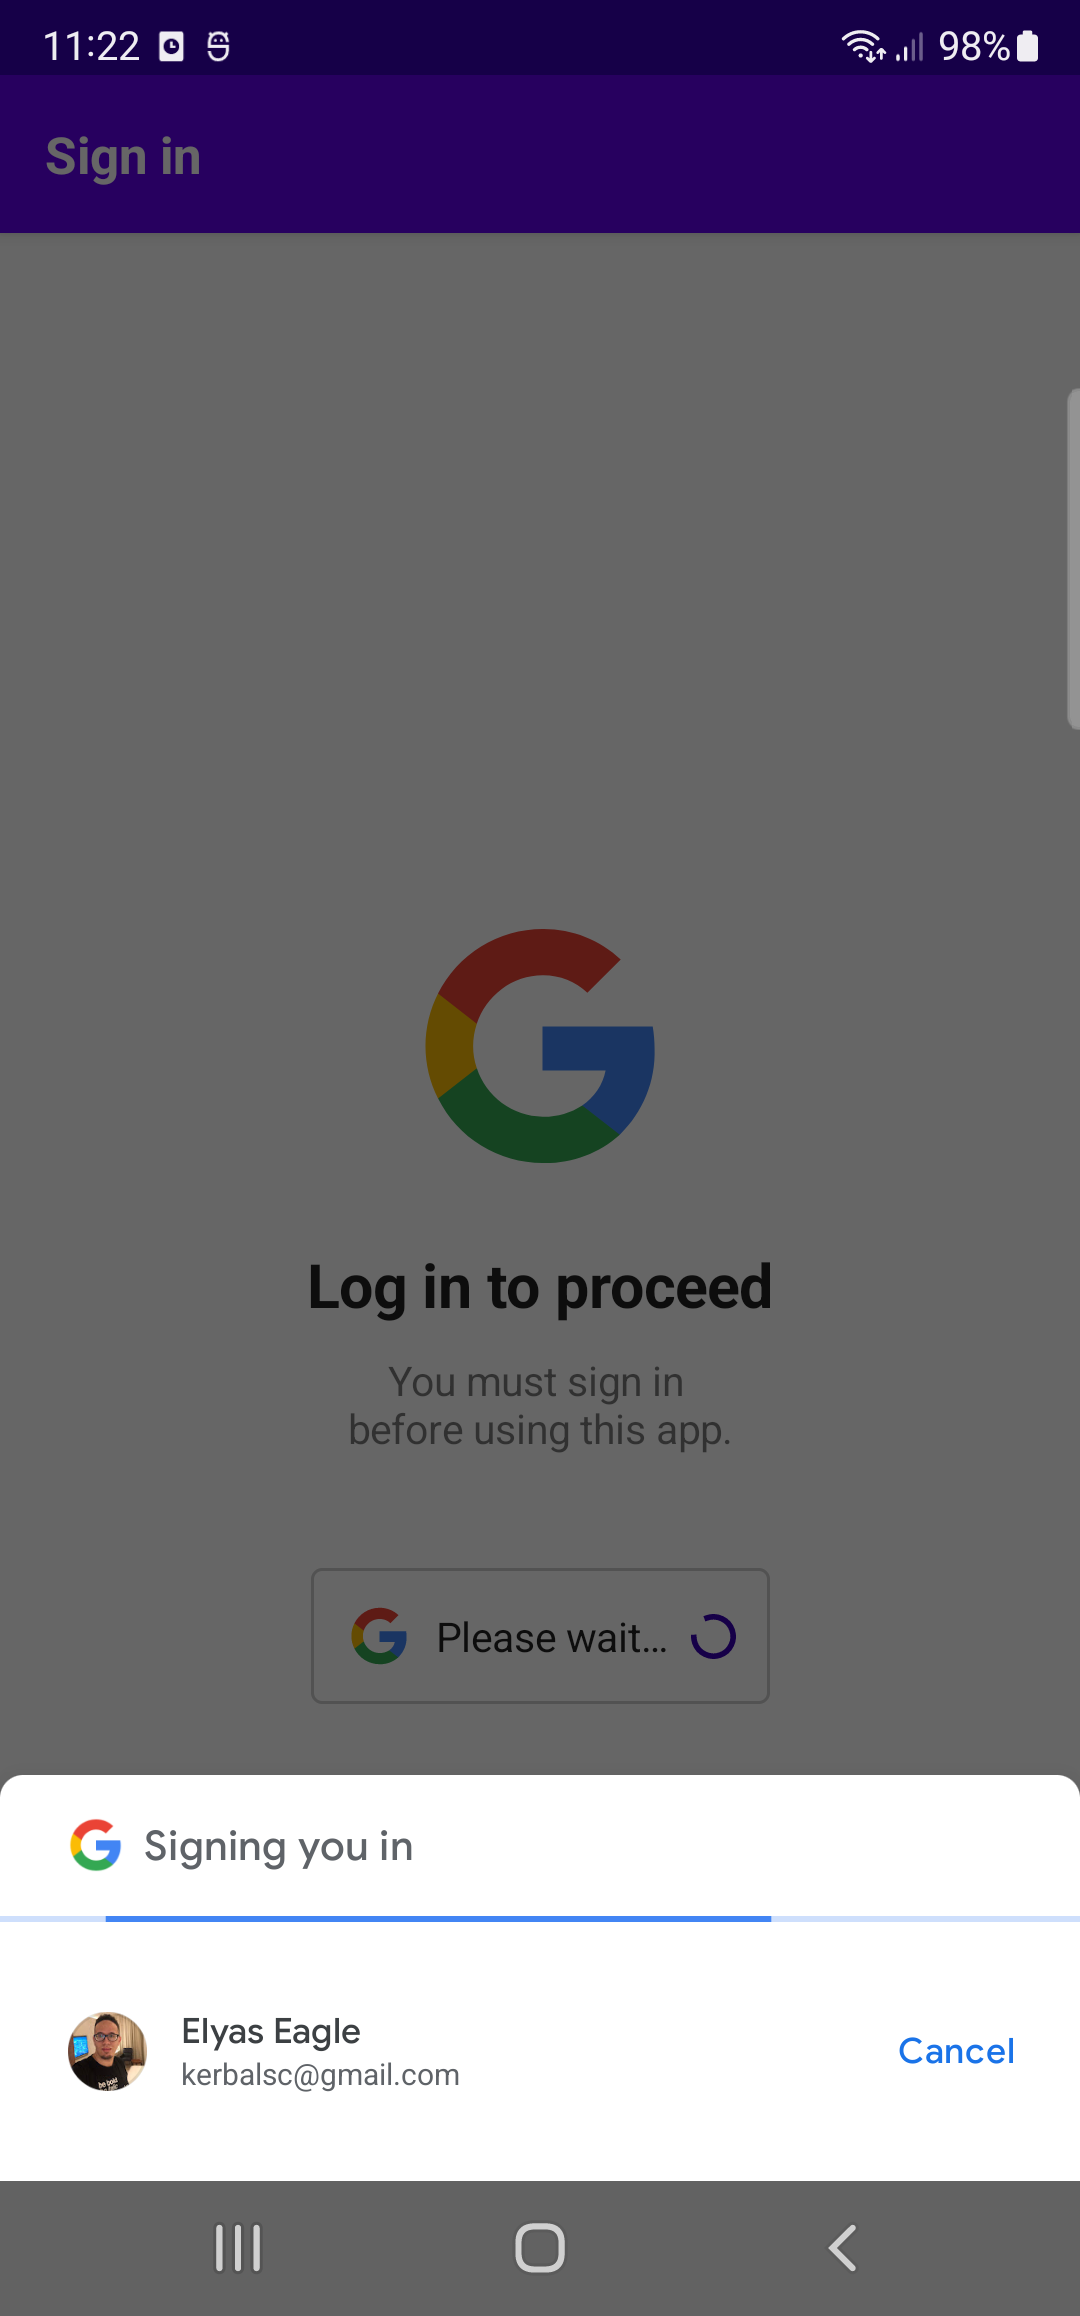 11:22 98%
Sign in
Log in to proceed
You must sign in
before using this app.
Please wait...
Signing you in
Elyas Eagle
kerbalsc@gmail.com
Cancel